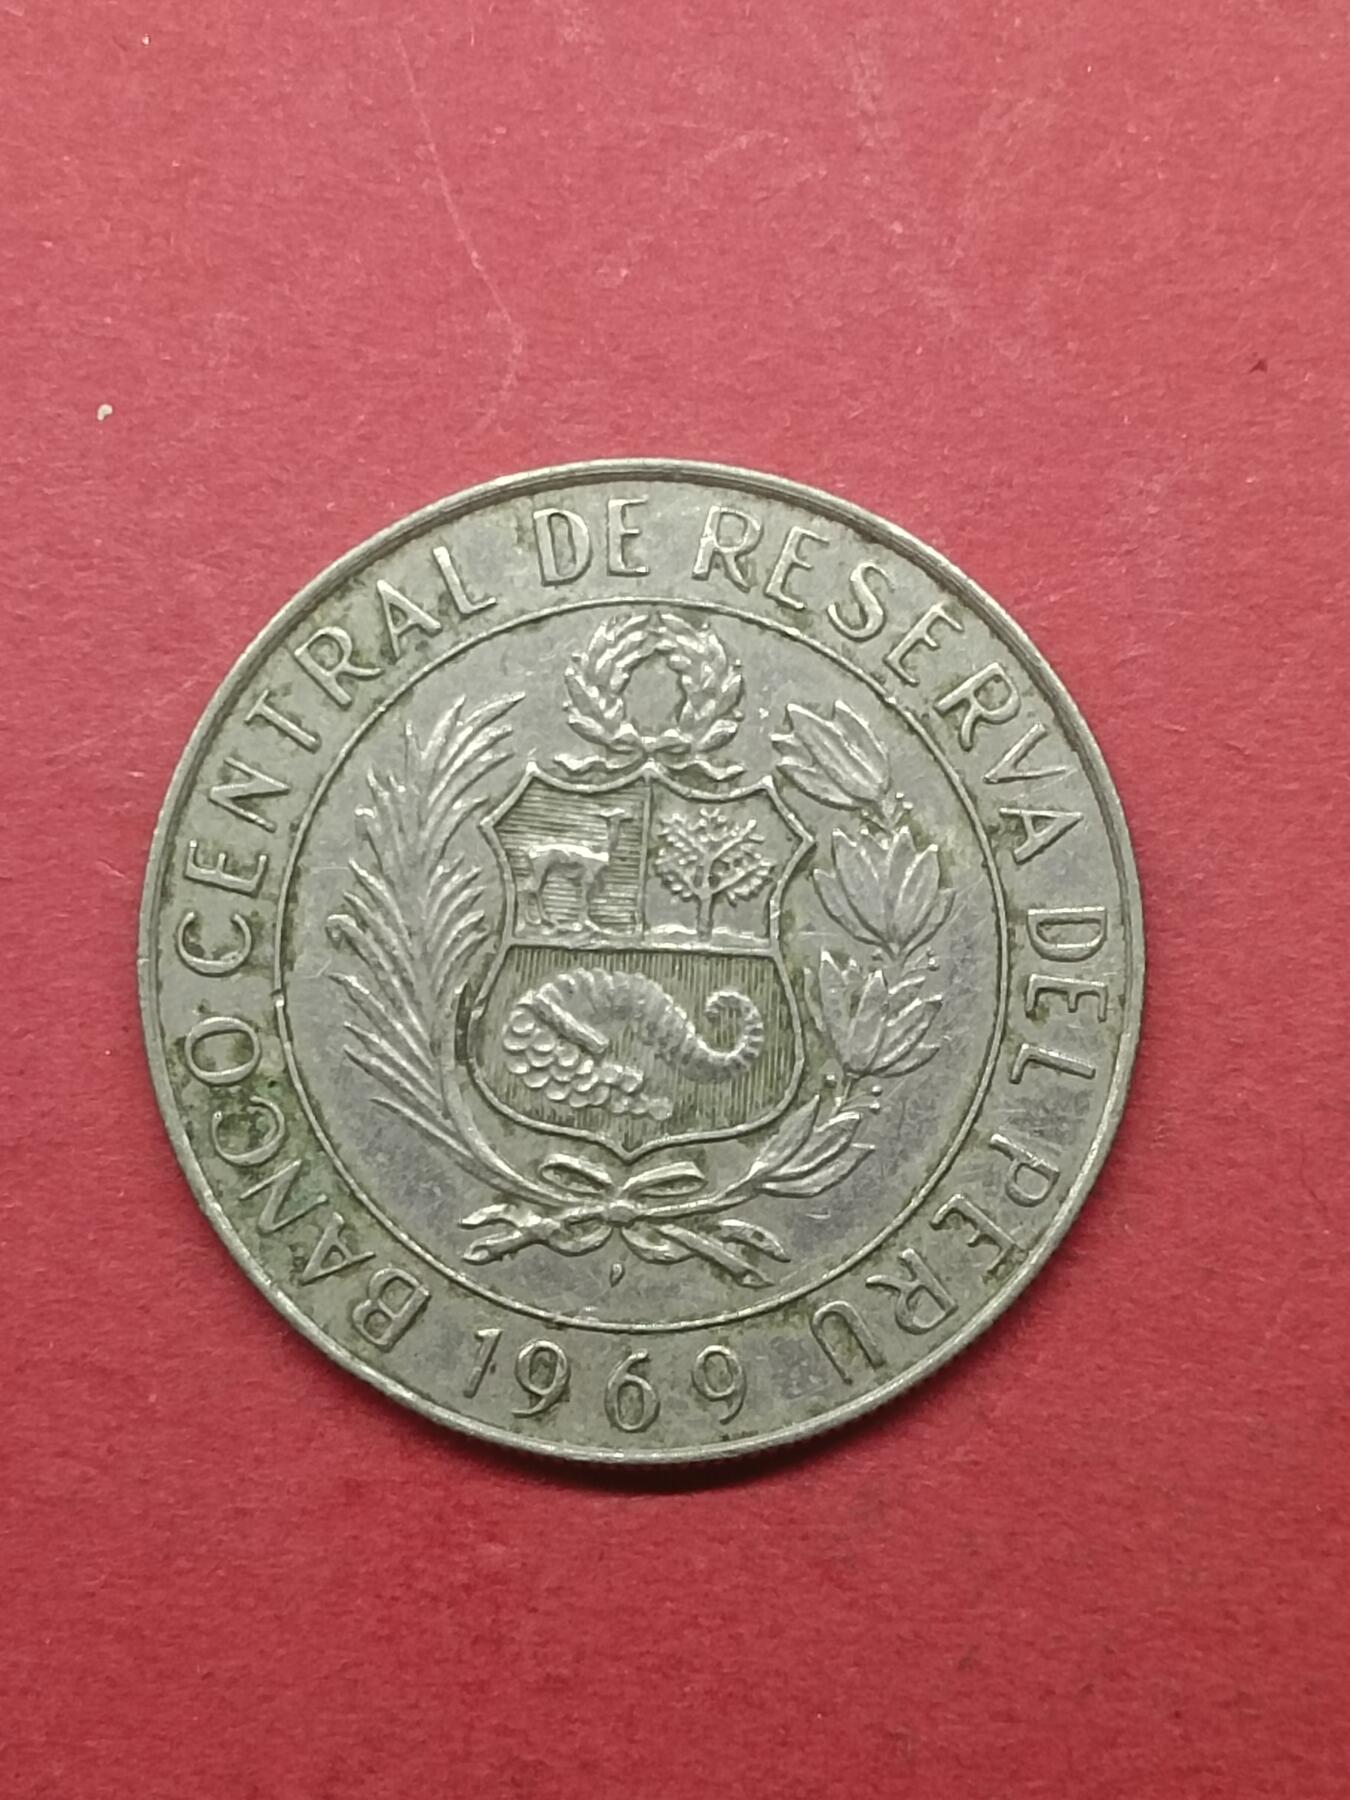 BANCO CENTRAL DE RESERVA DEL PERU
1969